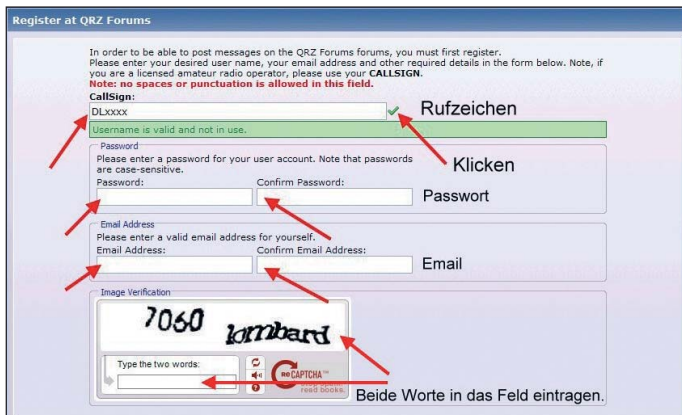 Register at QRZ Forums
In order to be able to post messages on the QRZ Forums forums, you must first register.
Please enter your desired user name, your email address and other required details in the form below. Note, if
you are a licensed amateur radio operator, please use your CALLSIGN.
Note: no spaces or punctuation is allowed in this field.
CallSign:
DLxxxx
Rufzeichen
Username is valid and not in use.
Password
Klicken
Please enter a password for your user account. Note that passwords
are case-sensitive.
Password: Confirm Password:
Passwort
Email Address
Please enter a valid email address for yourself.
Email Address: Confirm Email Address:
Email
Image Verification
7060 lombard
Type the two words:
reCAPTCHA™
read books.
Beide Worte in das Feld eintragen.